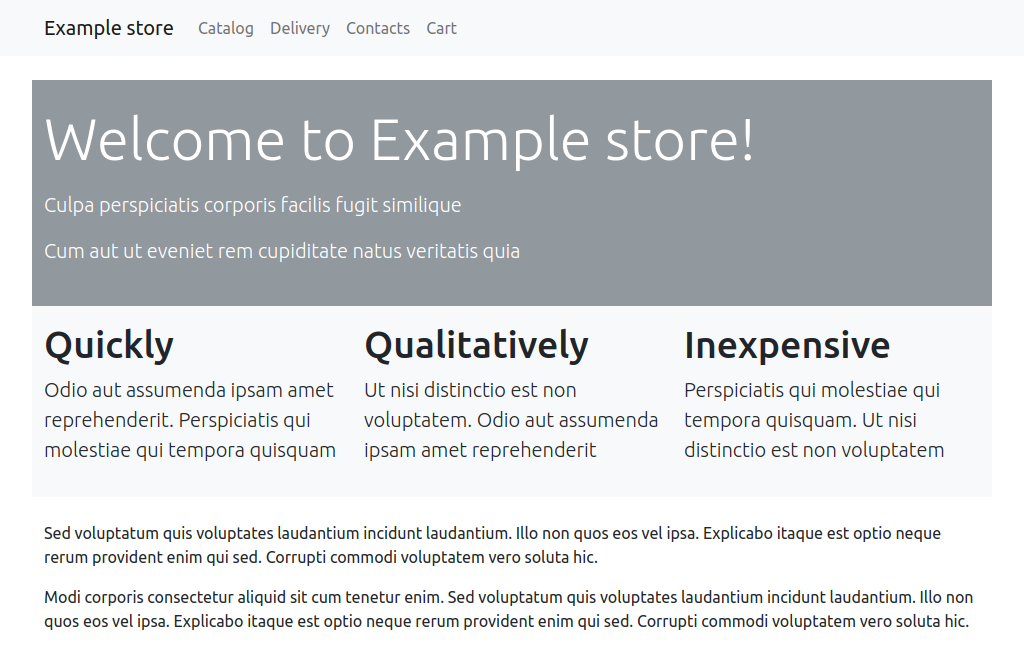 Example store Catalog Delivery Contacts Cart
Welcome to Example store!
Culpa perspiciatis corporis facilis fugit similique
Cum aut ut eveniet rem cupiditate natus veritatis quia
Quickly
Odio aut assumenda ipsam amet
reprehenderit. Perspiciatis qui
molestiae qui tempora quisquam
Qualitatively
Ut nisi distinctio est non
voluptatem. Odio aut assumenda
ipsam amet reprehenderit
Inexpensive
Perspiciatis qui molestiae qui
tempora quisquam. Ut nisi
distinctio est non voluptatem
Sed voluptatum quis voluptates laudantium incidunt laudantium. Illo non quos eos vel ipsa. Explicabo itaque est optio neque
rerum provident enim qui sed. Corrupti commodi voluptatem vero soluta hic.
Modi corporis consectetur aliquid sit cum tenetur enim. Sed voluptatum quis voluptates laudantium incidunt laudantium. Illo non
quos eos vel ipsa. Explicabo itaque est optio neque rerum provident enim qui sed. Corrupti commodi voluptatem vero soluta hic.